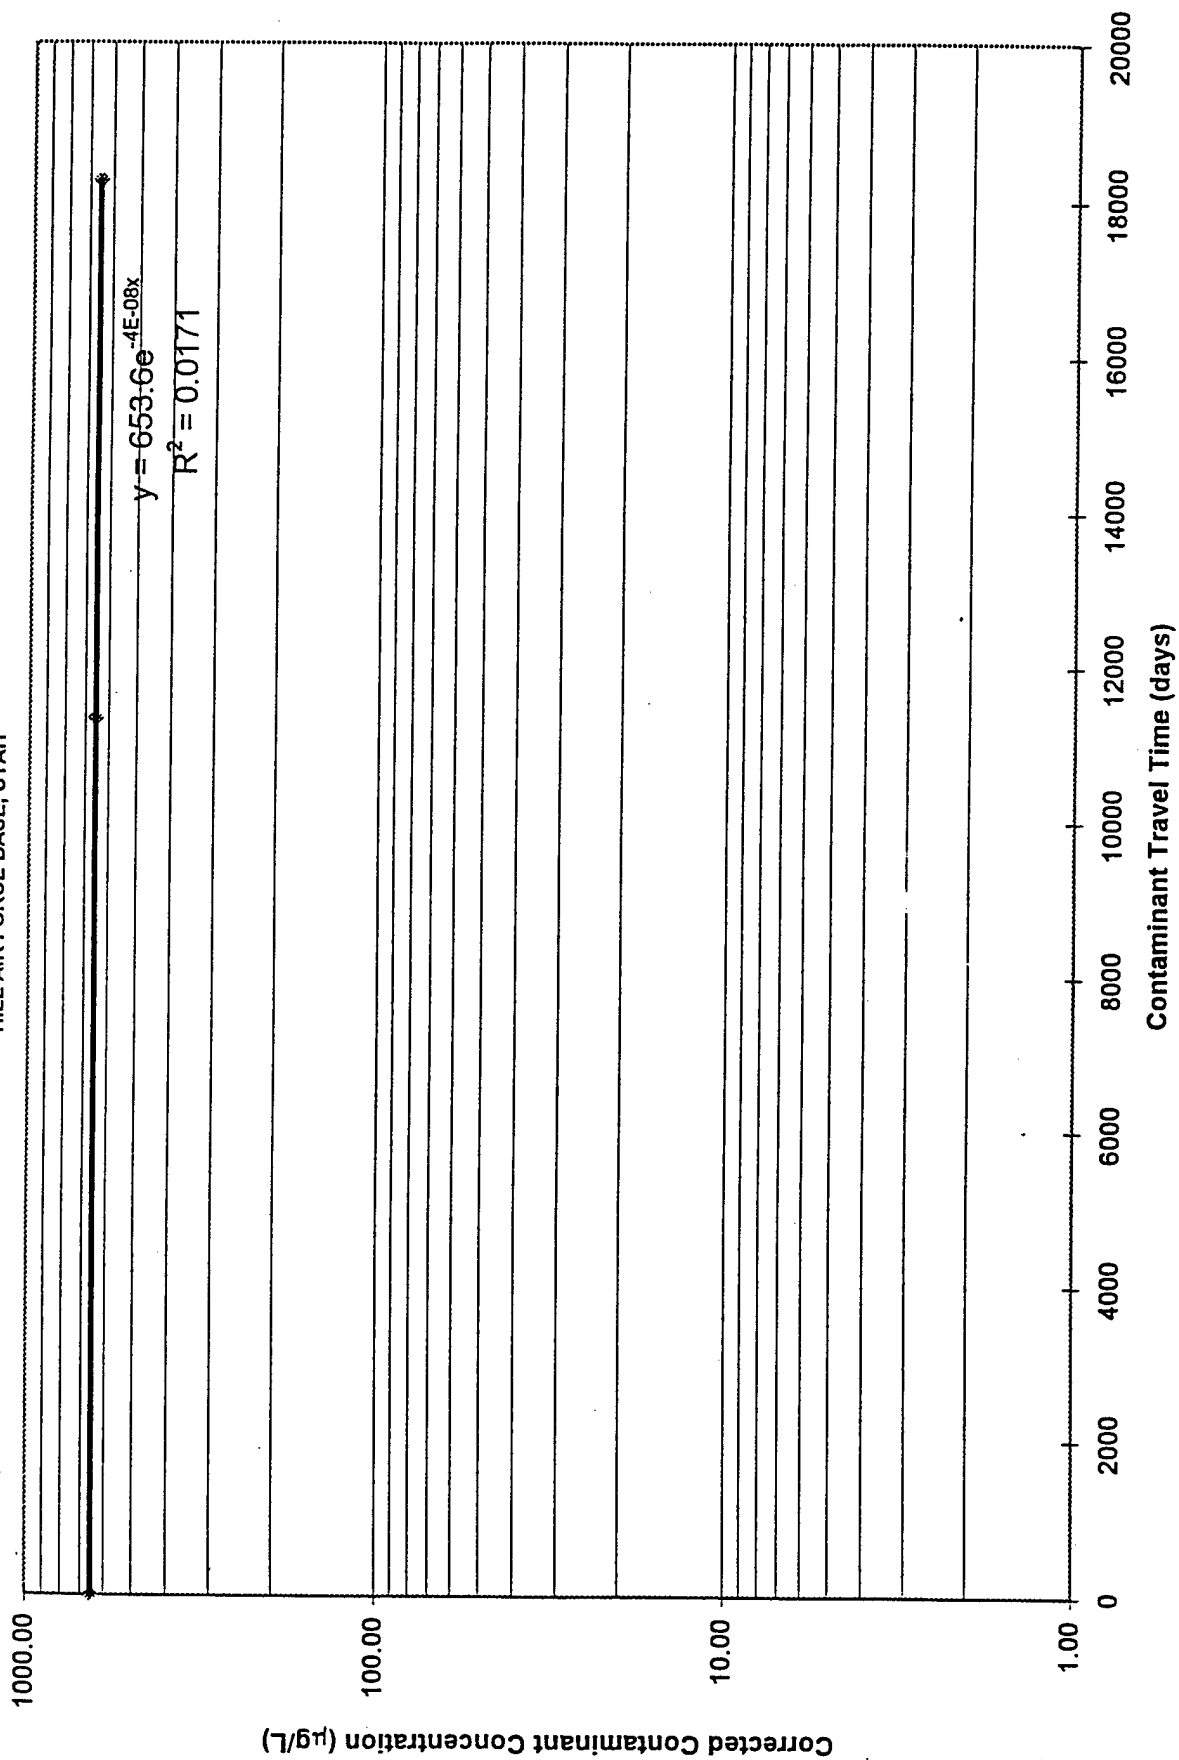 HILL AIR FORCE BASE, UTAH
1000.00
100.00
10.00
1.00
Corrected Contaminant Concentration (µg/L)
y = 653.6e-4E-08x
R2 = 0.0171
0 2000 4000 6000 8000 10000 12000 14000 16000 18000 20000
Contaminant Travel Time (days)